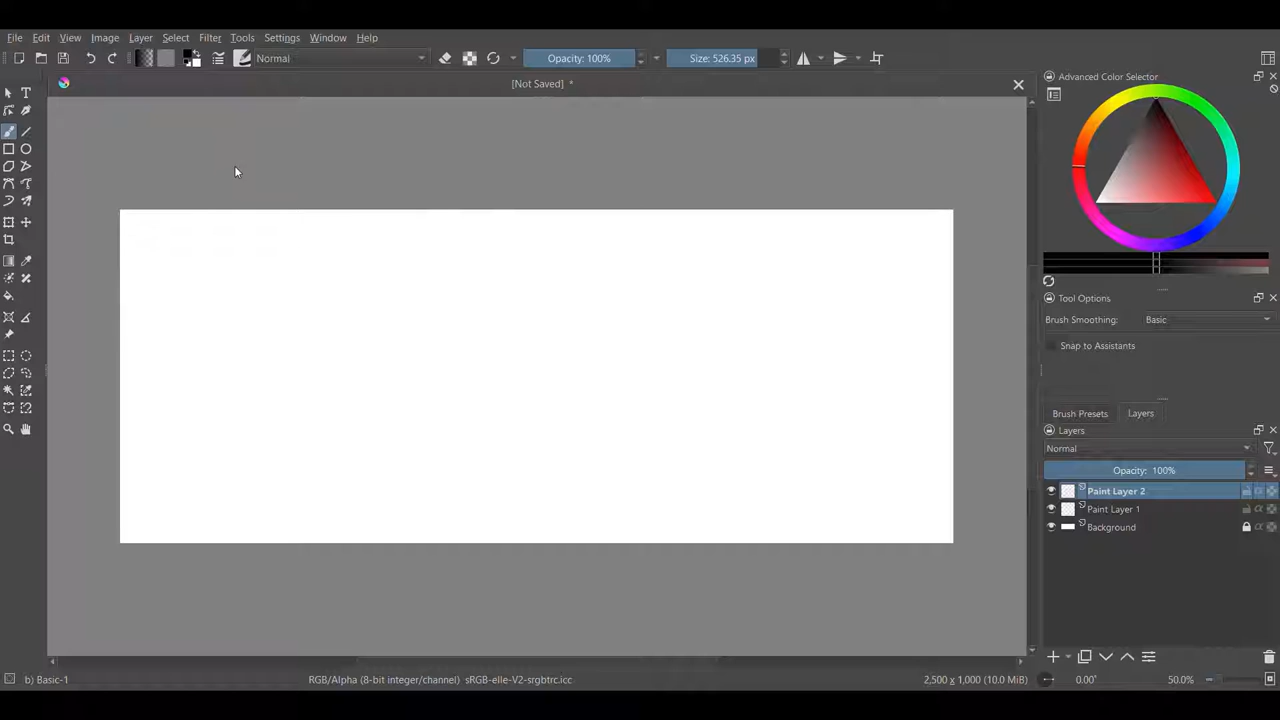 File Edit View Image Layer Select Filter Tools Settings Window Help
Normal Opacity: 100% Size: 526.35 px
[Not Saved] *
Advanced Color Selector
T
Tool Options
Brush Smoothing: Basic
Snap to Assistants
Brush Presets Layers
Layers
Normal
Opacity: 100%
Paint Layer 2
Paint Layer 1
Background
b) Basic-1 RGB/Alpha (8-bit integer/channel) sRGB-elle-V2-srgbtrc.icc 2,500 x 1,000 (10.0 MiB) 0.00° 50.0%